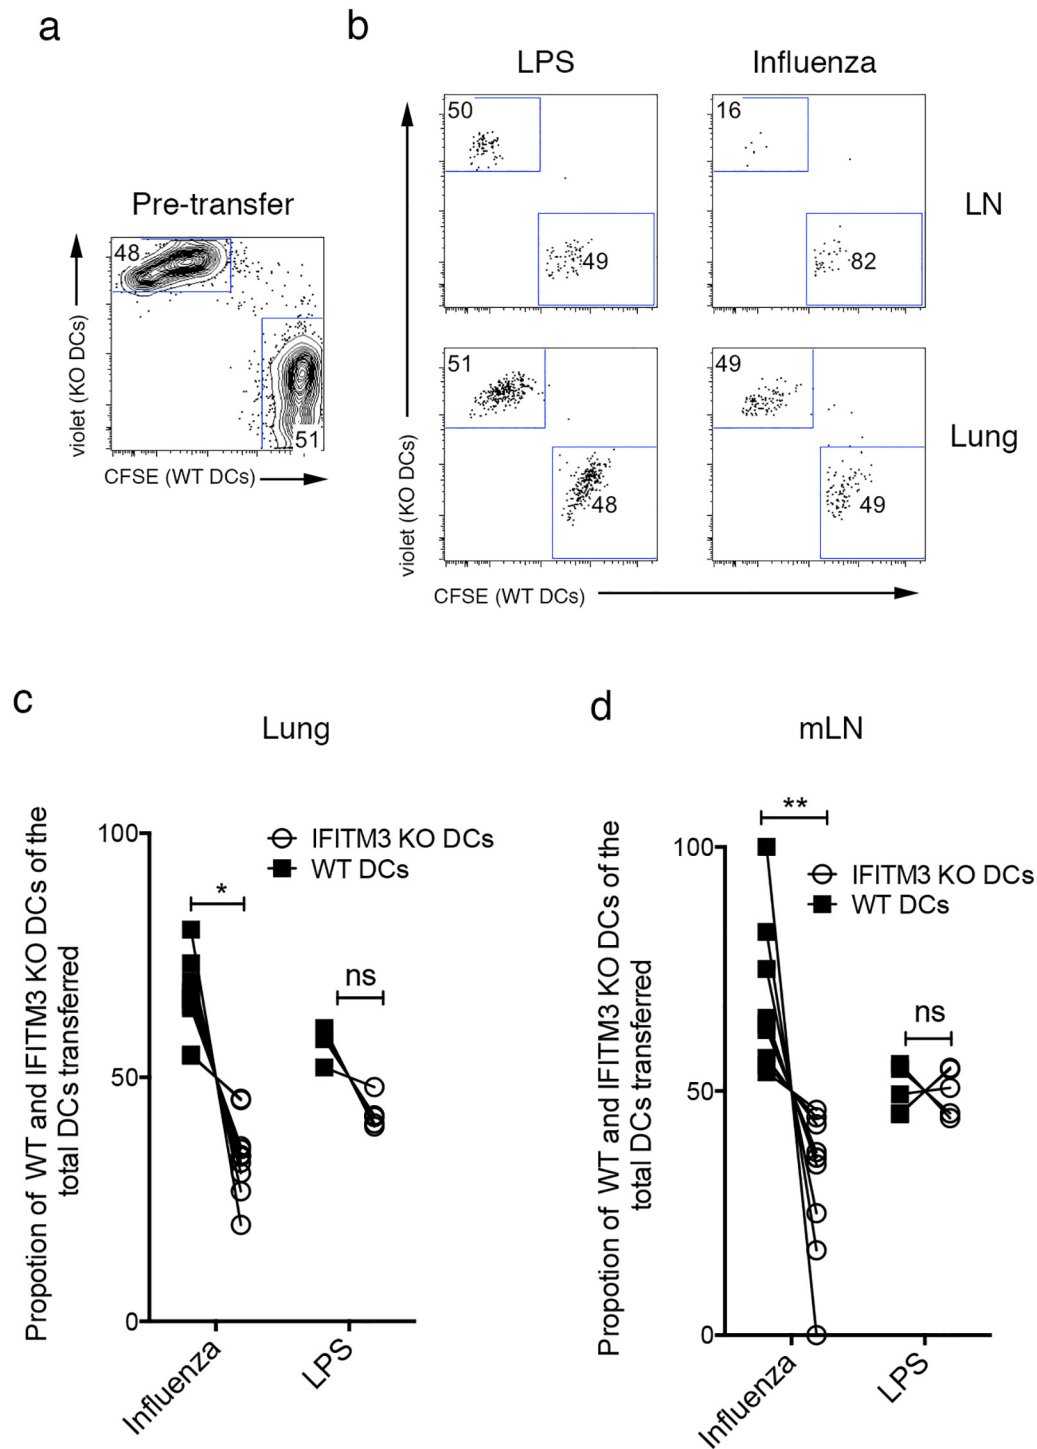 a
b
LPS
Influenza
50
16
LN
49
82
Pre-transfer
48
violet (KO DCs)
51
CFSE (WT DCs)
51
49
Lung
48
49
violet (KO DCs)
CFSE (WT DCs)
c
Lung
Propotion of WT and IFITM3 KO DCs of the
total DCs transferred
100
50
0
IFITM3 KO DCs
WT DCs
*
ns
Influenza
LPS
d
mLN
Propotion of WT and IFITM3 KO DCs of the
total DCs transferred
100
50
0
**
IFITM3 KO DCs
WT DCs
ns
Influenza
LPS